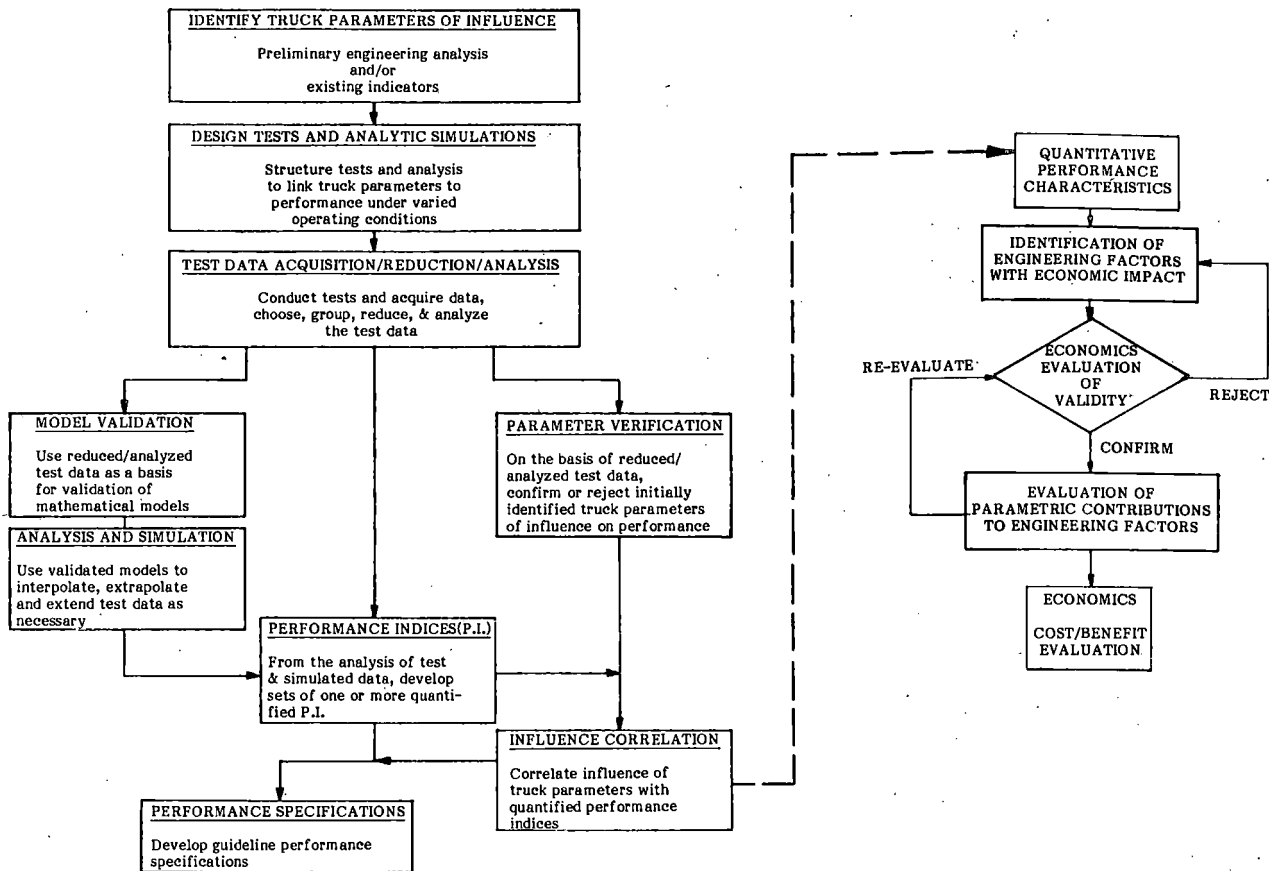 IDENTIFY TRUCK PARAMETERS OF INFLUENCE
Preliminary engineering analysis
and/or
existing indicators
DESIGN TESTS AND ANALYTIC SIMULATIONS
Structure tests and analysis
to link truck parameters to
performance under varied
operating conditions
TEST DATA ACQUISITION/REDUCTION/ANALYSIS
Conduct tests and acquire data,
choose, group, reduce, & analyze
the test data
MODEL VALIDATION
Use reduced/analyzed
test data as a basis
for validation of
mathematical models
ANALYSIS AND SIMULATION
Use validated models to
interpolate, extrapolate
and extend test data as
necessary
PARAMETER VERIFICATION
On the basis of reduced/
analyzed test data,
confirm or reject initially
identified truck parameters
of influence on performance
PERFORMANCE INDICES(P.I.)
From the analysis of test
& simulated data, develop
sets of one or more quanti-
fied P.I.
INFLUENCE CORRELATION
Correlate influence of
truck parameters with
quantified performance
indices
PERFORMANCE SPECIFICATIONS
Develop guideline performance
specifications
QUANTITATIVE
PERFORMANCE
CHARACTERISTICS
IDENTIFICATION OF
ENGINEERING FACTORS
WITH ECONOMIC IMPACT
RE-EVALUATE
ECONOMICS
EVALUATION
OF
VALIDITY
REJECT
CONFIRM
EVALUATION OF
PARAMETRIC CONTRIBUTIONS
TO ENGINEERING FACTORS
ECONOMICS
COST/BENEFIT
EVALUATION